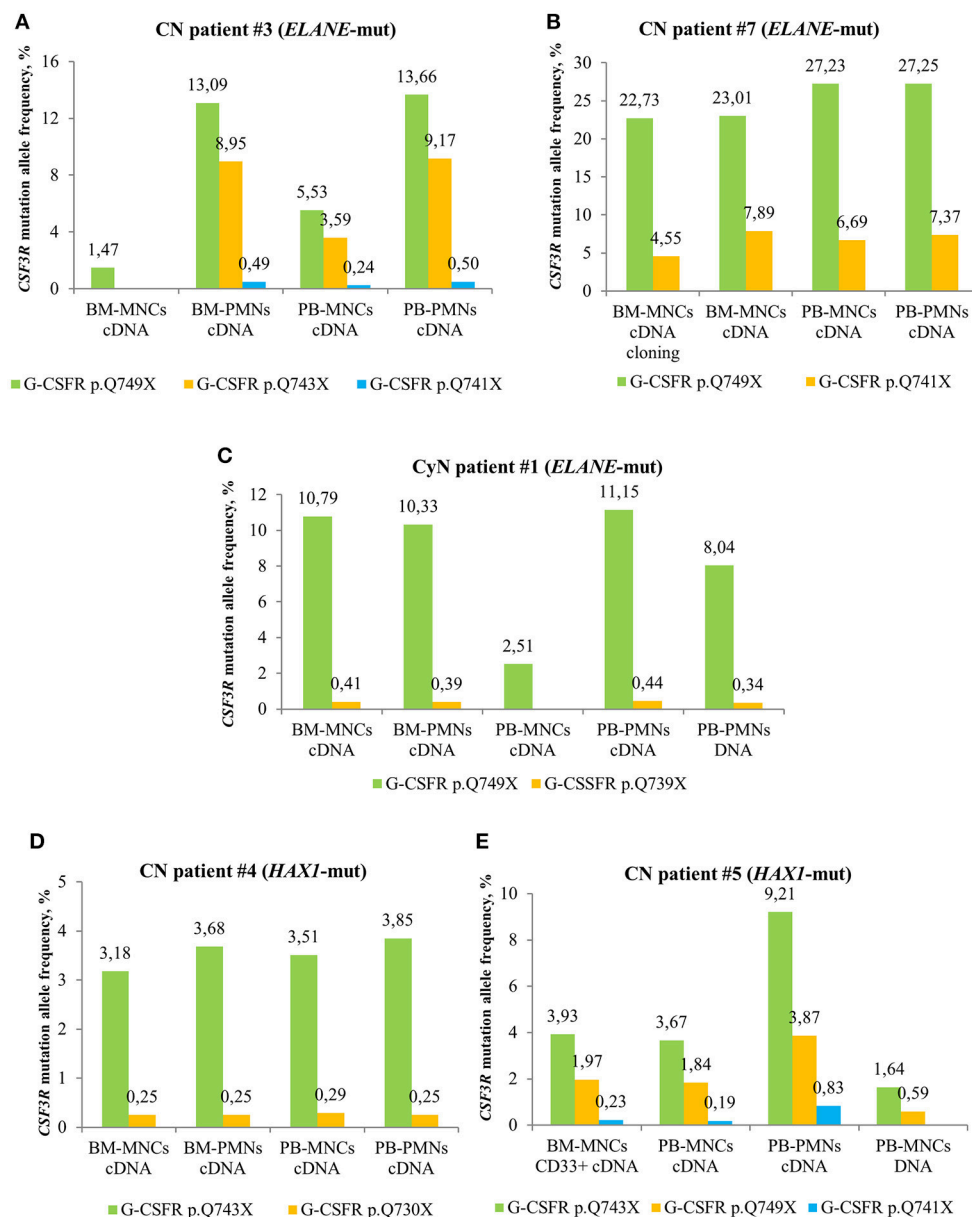 A
CN patient #3 (ELANE-mut)
CSF3R mutation allele frequency, %
16
12
8
4
0
1,47
13,09
8,95
0,49
5,53
3,59
0,24
13,66
9,17
0,50
BM-MNCs cDNA
BM-PMNs cDNA
PB-MNCs cDNA
PB-PMNs cDNA
G-CSFR p.Q749X
G-CSFR p.Q743X
G-CSFR p.Q741X
B
CN patient #7 (ELANE-mut)
CSF3R mutation allele frequency, %
30
25
20
15
10
5
0
22,73
4,55
23,01
7,89
27,23
6,69
27,25
7,37
BM-MNCs cDNA cloning
BM-MNCs cDNA
PB-MNCs cDNA
PB-PMNs cDNA
G-CSFR p.Q749X
G-CSFR p.Q741X
C
CyN patient #1 (ELANE-mut)
CSF3R mutation allele frequency, %
12
10
8
6
4
2
0
10,79
0,41
10,33
0,39
2,51
11,15
0,44
8,04
0,34
BM-MNCs cDNA
BM-PMNs cDNA
PB-MNCs cDNA
PB-PMNs cDNA
PB-PMNs DNA
G-CSFR p.Q749X
G-CSSFR p.Q739X
D
CN patient #4 (HAX1-mut)
CSF3R mutation allele frequency, %
5
4
3
2
1
0
3,18
0,25
3,68
0,25
3,51
0,29
3,85
0,25
BM-MNCs cDNA
BM-PMNs cDNA
PB-MNCs cDNA
PB-PMNs cDNA
G-CSFR p.Q743X
G-CSFR p.Q730X
E
CN patient #5 (HAX1-mut)
CSF3R mutation allele frequency, %
10
8
6
4
2
0
3,93
1,97
0,23
3,67
1,84
0,19
9,21
3,87
0,83
1,64
0,59
BM-MNCs CD33+ cDNA
PB-MNCs cDNA
PB-PMNs cDNA
PB-MNCs DNA
G-CSFR p.Q743X
G-CSFR p.Q749X
G-CSFR p.Q741X